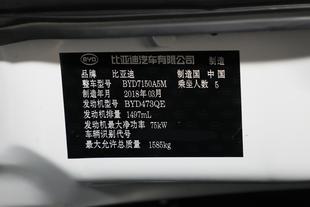 BYD 比亚迪汽车有限公司 制造
品牌 比亚迪 制造国 中国
整车型号 BYD7150A5M 乘坐人数 5
制造年月 2018年03月
发动机型号 BYD473QE
发动机排量 1497mL
发动机最大净功率 75kW
车辆识别代号
最大允许总质量 1585kg